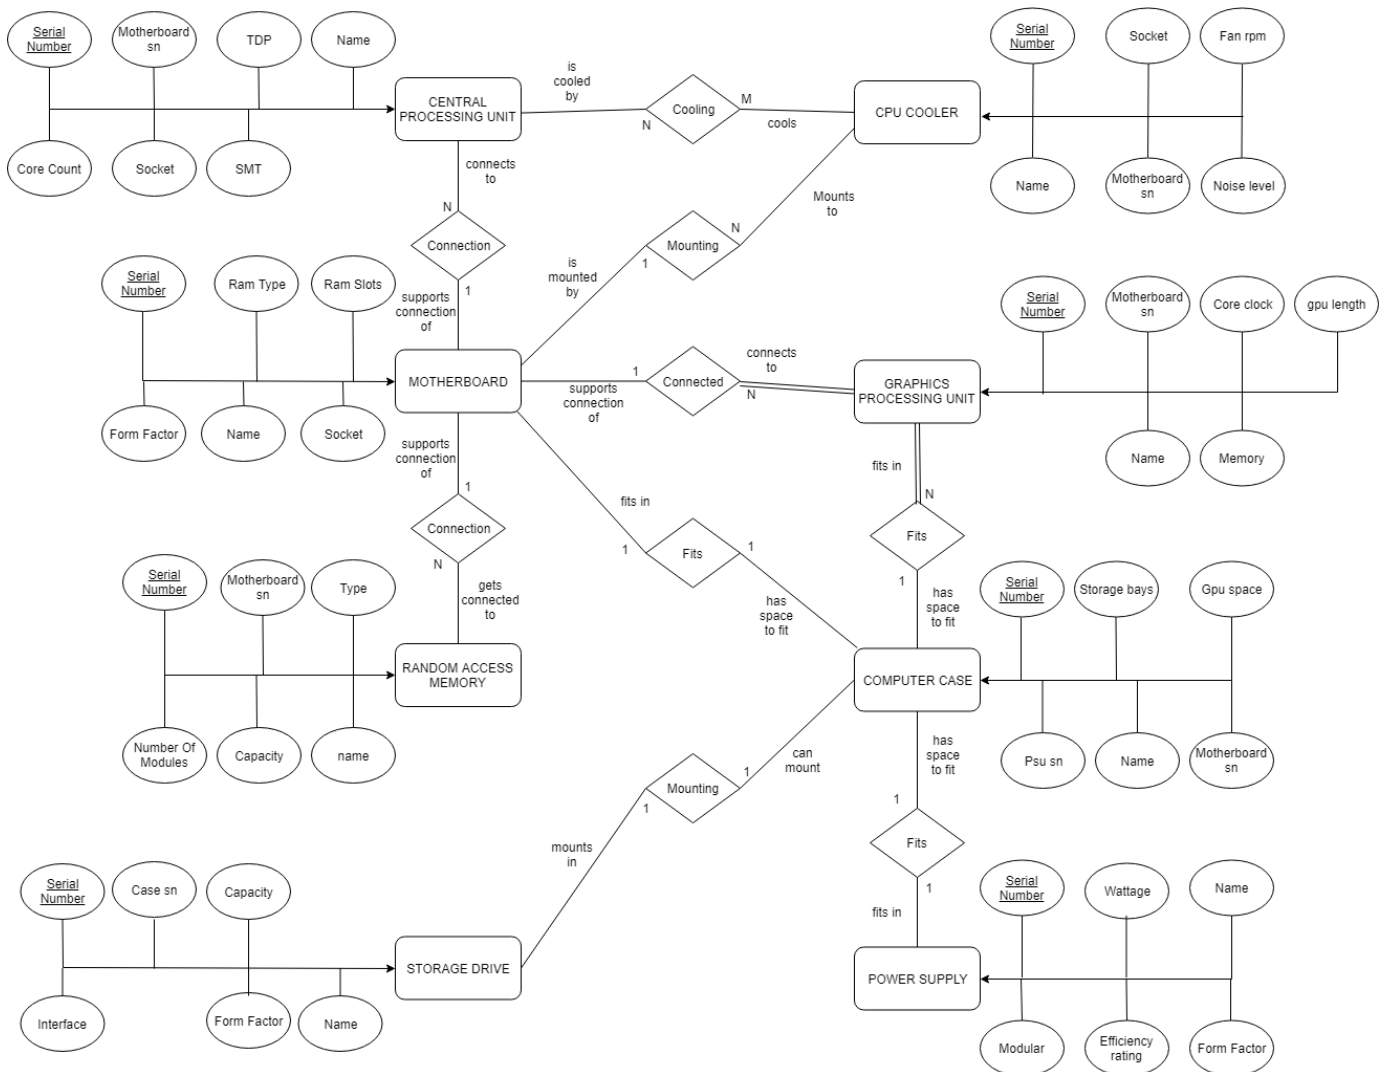 Serial
Number
Motherboard
sn
TDP
Name
CENTRAL
PROCESSING UNIT
Core Count
Socket
SMT
is
cooled
by
N
Cooling
M
cools
CPU COOLER
Serial
Number
Socket
Fan rpm
Name
Motherboard
sn
Noise level
connects
to
N
Connection
1
supports
connection
of
is
mounted
by
1
Mounting
N
Mounts
to
Serial
Number
Ram Type
Ram Slots
MOTHERBOARD
Form Factor
Name
Socket
1
supports
connection
of
Connected
connects
to
N
GRAPHICS
PROCESSING UNIT
Serial
Number
Motherboard
sn
Core clock
gpu length
Name
Memory
supports
connection
of
1
Connection
N
gets
connected
to
fits in
1
Fits
1
has
space
to fit
fits in
N
Fits
1
has
space
to fit
Serial
Number
Motherboard
sn
Type
RANDOM ACCESS
MEMORY
Number Of
Modules
Capacity
name
COMPUTER CASE
Serial
Number
Storage bays
Gpu space
Psu sn
Name
Motherboard
sn
mounts
in
1
Mounting
1
can
mount
has
space
to fit
1
Fits
1
fits in
Serial
Number
Case sn
Capacity
STORAGE DRIVE
Interface
Form Factor
Name
POWER SUPPLY
Serial
Number
Wattage
Name
Modular
Efficiency
rating
Form Factor